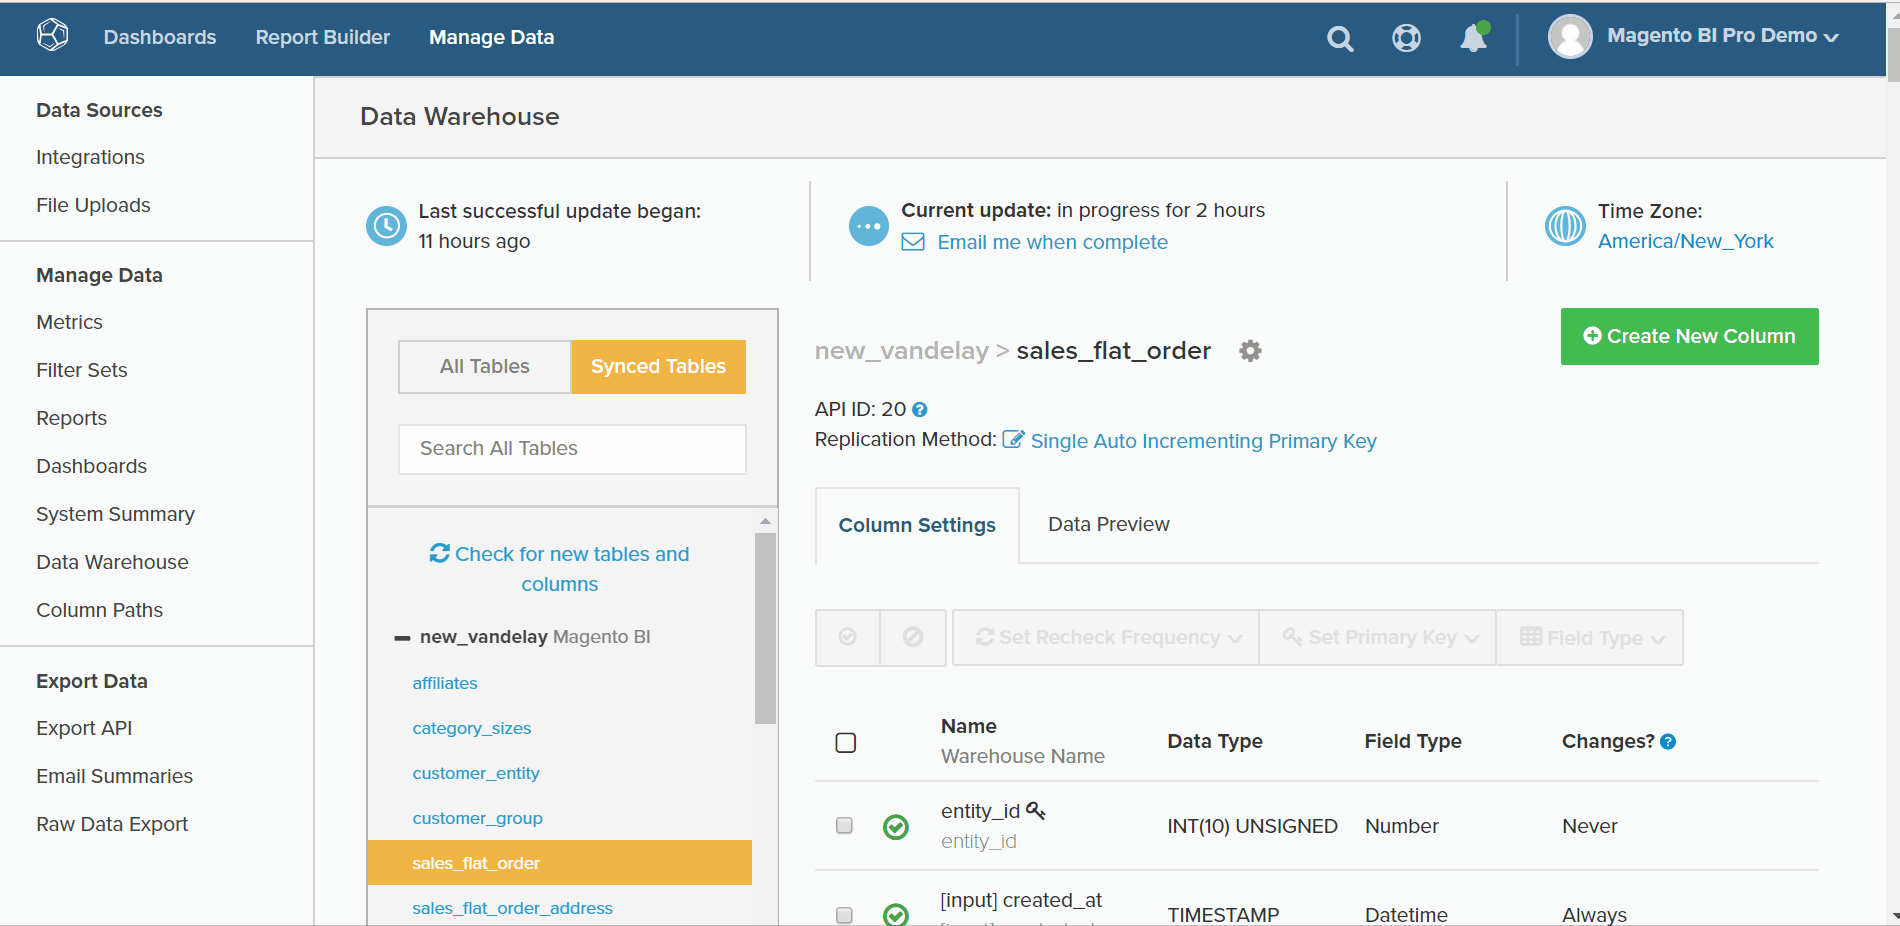 Dashboards Report Builder Manage Data Magento BI Pro Demo
Data Sources
Integrations
File Uploads
Manage Data
Metrics
Filter Sets
Reports
Dashboards
System Summary
Data Warehouse
Column Paths
Export Data
Export API
Email Summaries
Raw Data Export
Data Warehouse
Last successful update began:
11 hours ago
Current update: in progress for 2 hours
Email me when complete
Time Zone:
America/New_York
All Tables Synced Tables
Search All Tables
Check for new tables and
columns
new_vandelay Magento BI
affiliates
category_sizes
customer_entity
customer_group
sales_flat_order
sales_flat_order_address
new_vandelay > sales_flat_order
Create New Column
API ID: 20 ?
Replication Method: Single Auto Incrementing Primary Key
Column Settings Data Preview
Set Recheck Frequency Set Primary Key Field Type
Name
Warehouse Name
Data Type Field Type Changes? ?
entity_id
entity_id
INT(10) UNSIGNED Number Never
[input] created_at
TIMESTAMP Datetime Always